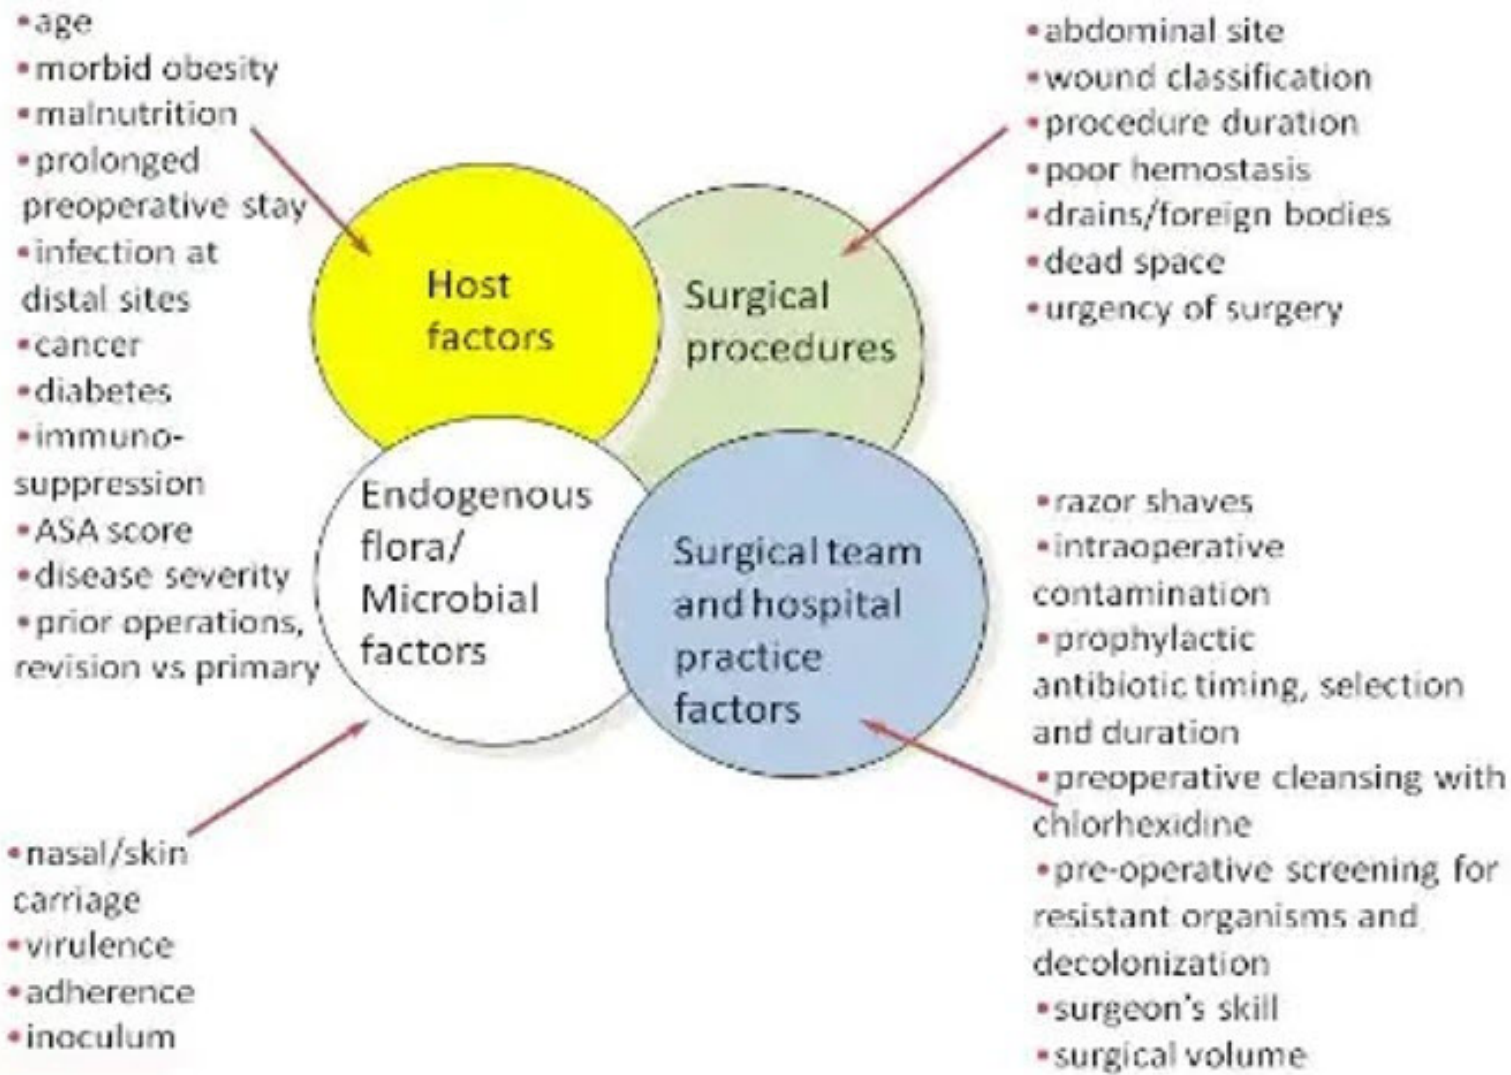 ▪age
▪morbid obesity
▪malnutrition
▪prolonged
preoperative stay
▪infection at
distal sites
▪cancer
▪diabetes
▪immuno-
suppression
▪ASA score
▪disease severity
▪prior operations,
revision vs primary
Host
factors
Surgical
procedures
▪abdominal site
▪wound classification
▪procedure duration
▪poor hemostasis
▪drains/foreign bodies
▪dead space
▪urgency of surgery
Endogenous
flora/
Microbial
factors
Surgical team
and hospital
practice
factors
▪nasal/skin
carriage
▪virulence
▪adherence
▪inoculum
▪razor shaves
▪intraoperative
contamination
▪prophylactic
antibiotic timing, selection
and duration
▪preoperative cleansing with
chlorhexidine
▪pre-operative screening for
resistant organisms and
decolonization
▪surgeon's skill
▪surgical volume